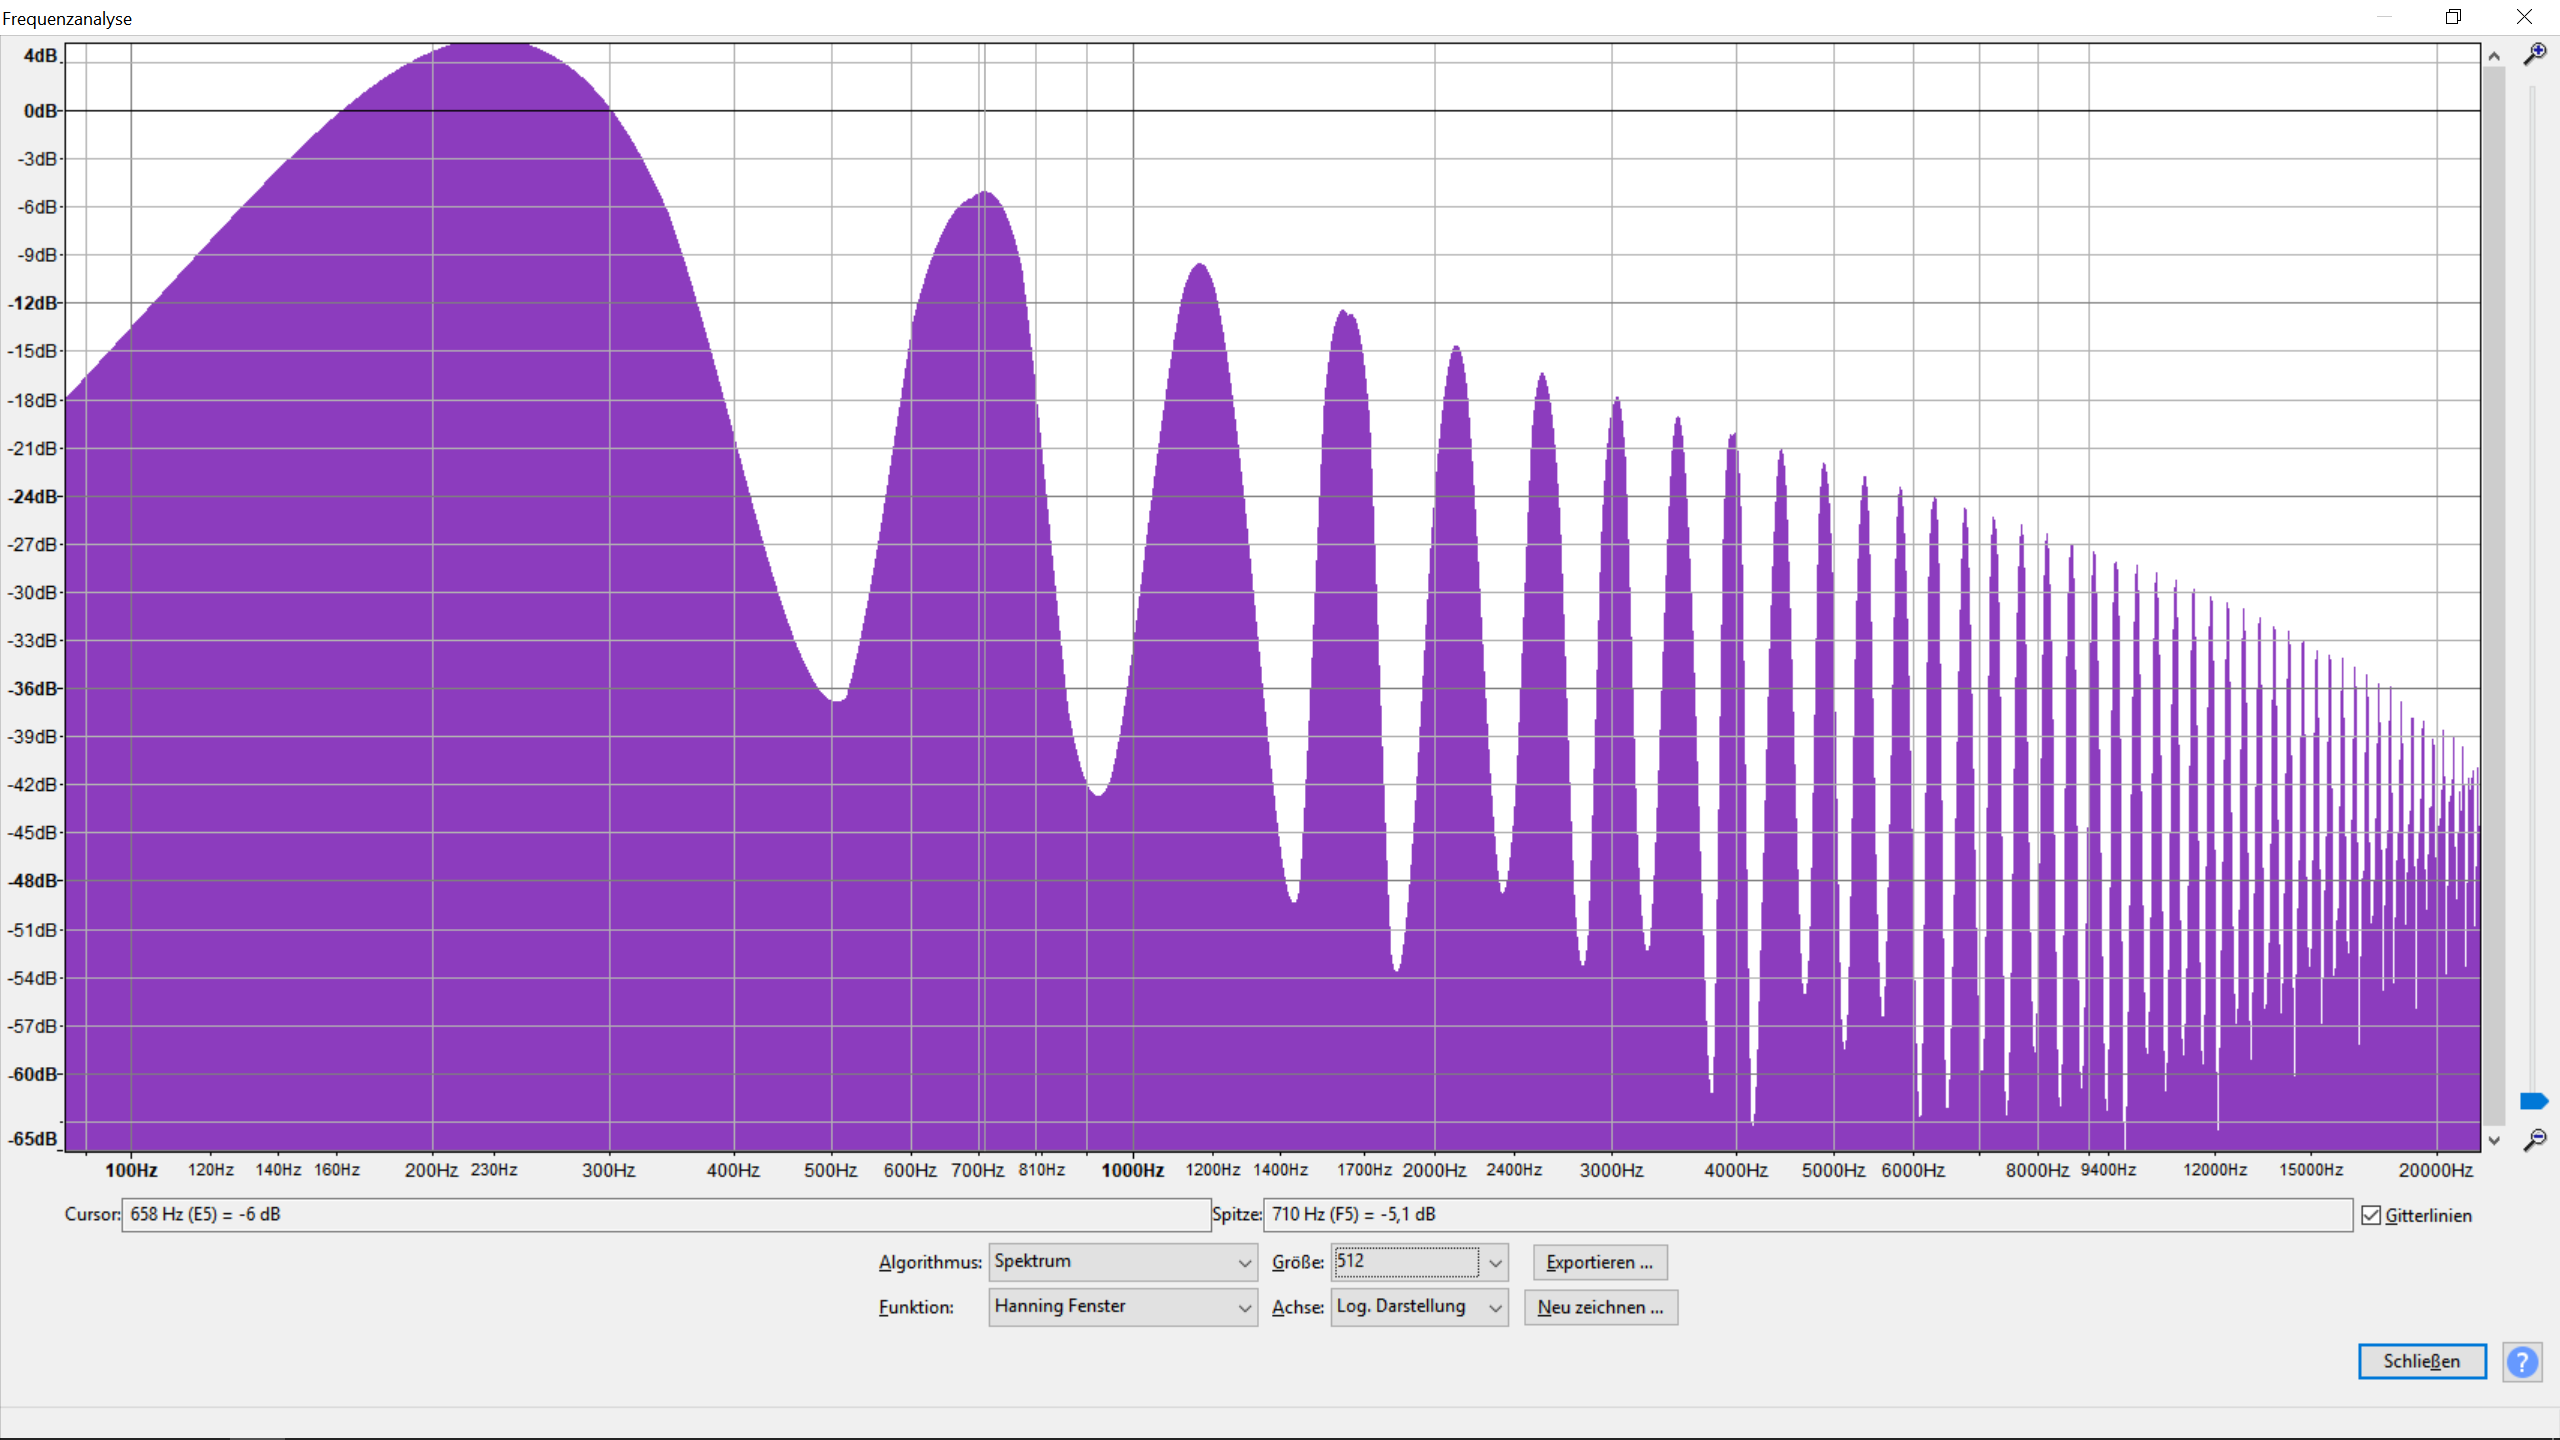 Frequenzanalyse
4dB
0dB
-3dB
-6dB
-9dB
-12dB
-15dB
-18dB
-21dB
-24dB
-27dB
-30dB
-33dB
-36dB
-39dB
-42dB
-45dB
-48dB
-51dB
-54dB
-57dB
-60dB
-65dB
100Hz 120Hz 140Hz 160Hz 200Hz 230Hz 300Hz 400Hz 500Hz 600Hz 700Hz 810Hz 1000Hz 1200Hz 1400Hz 1700Hz 2000Hz 2400Hz 3000Hz 4000Hz 5000Hz 6000Hz 8000Hz 9400Hz 12000Hz 15000Hz 20000Hz
Cursor: 658 Hz (E5) = -6 dB Spitze: 710 Hz (F5) = -5,1 dB Gitterlinien
Algorithmus: Spektrum Größe: 512 Exportieren ...
Funktion: Hanning Fenster Achse: Log. Darstellung Neu zeichnen ...
Schließen ?